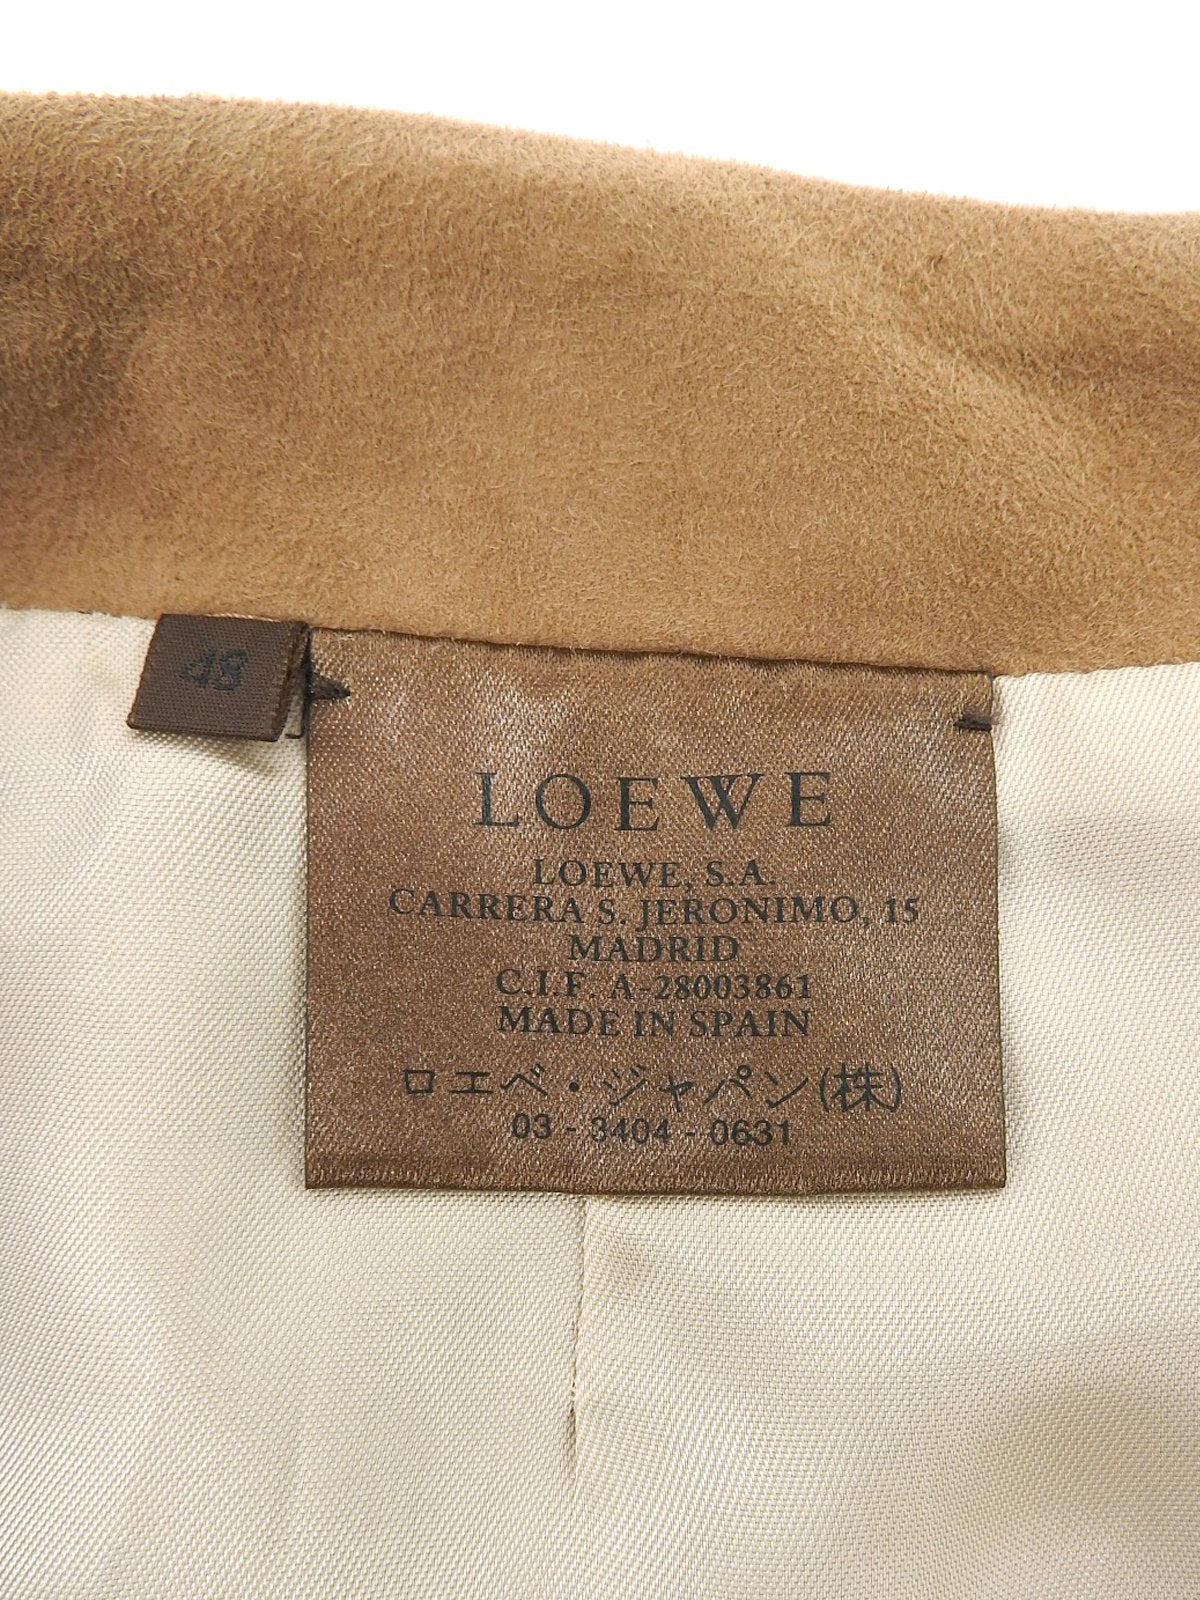 48
LOEWE
LOEWE, S.A.
CARRERA S. JERONIMO, 15
MADRID
C.I.F. A-28003861
MADE IN SPAIN
ロエベ・ジャパン(株)
03 - 3404 - 0631